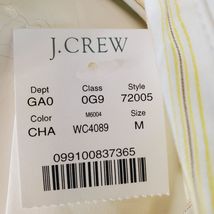 J.CREW
Dept Class Style
GA0 0G9 72005
Color M6004 Size
CHA WC4089 M
099100837365